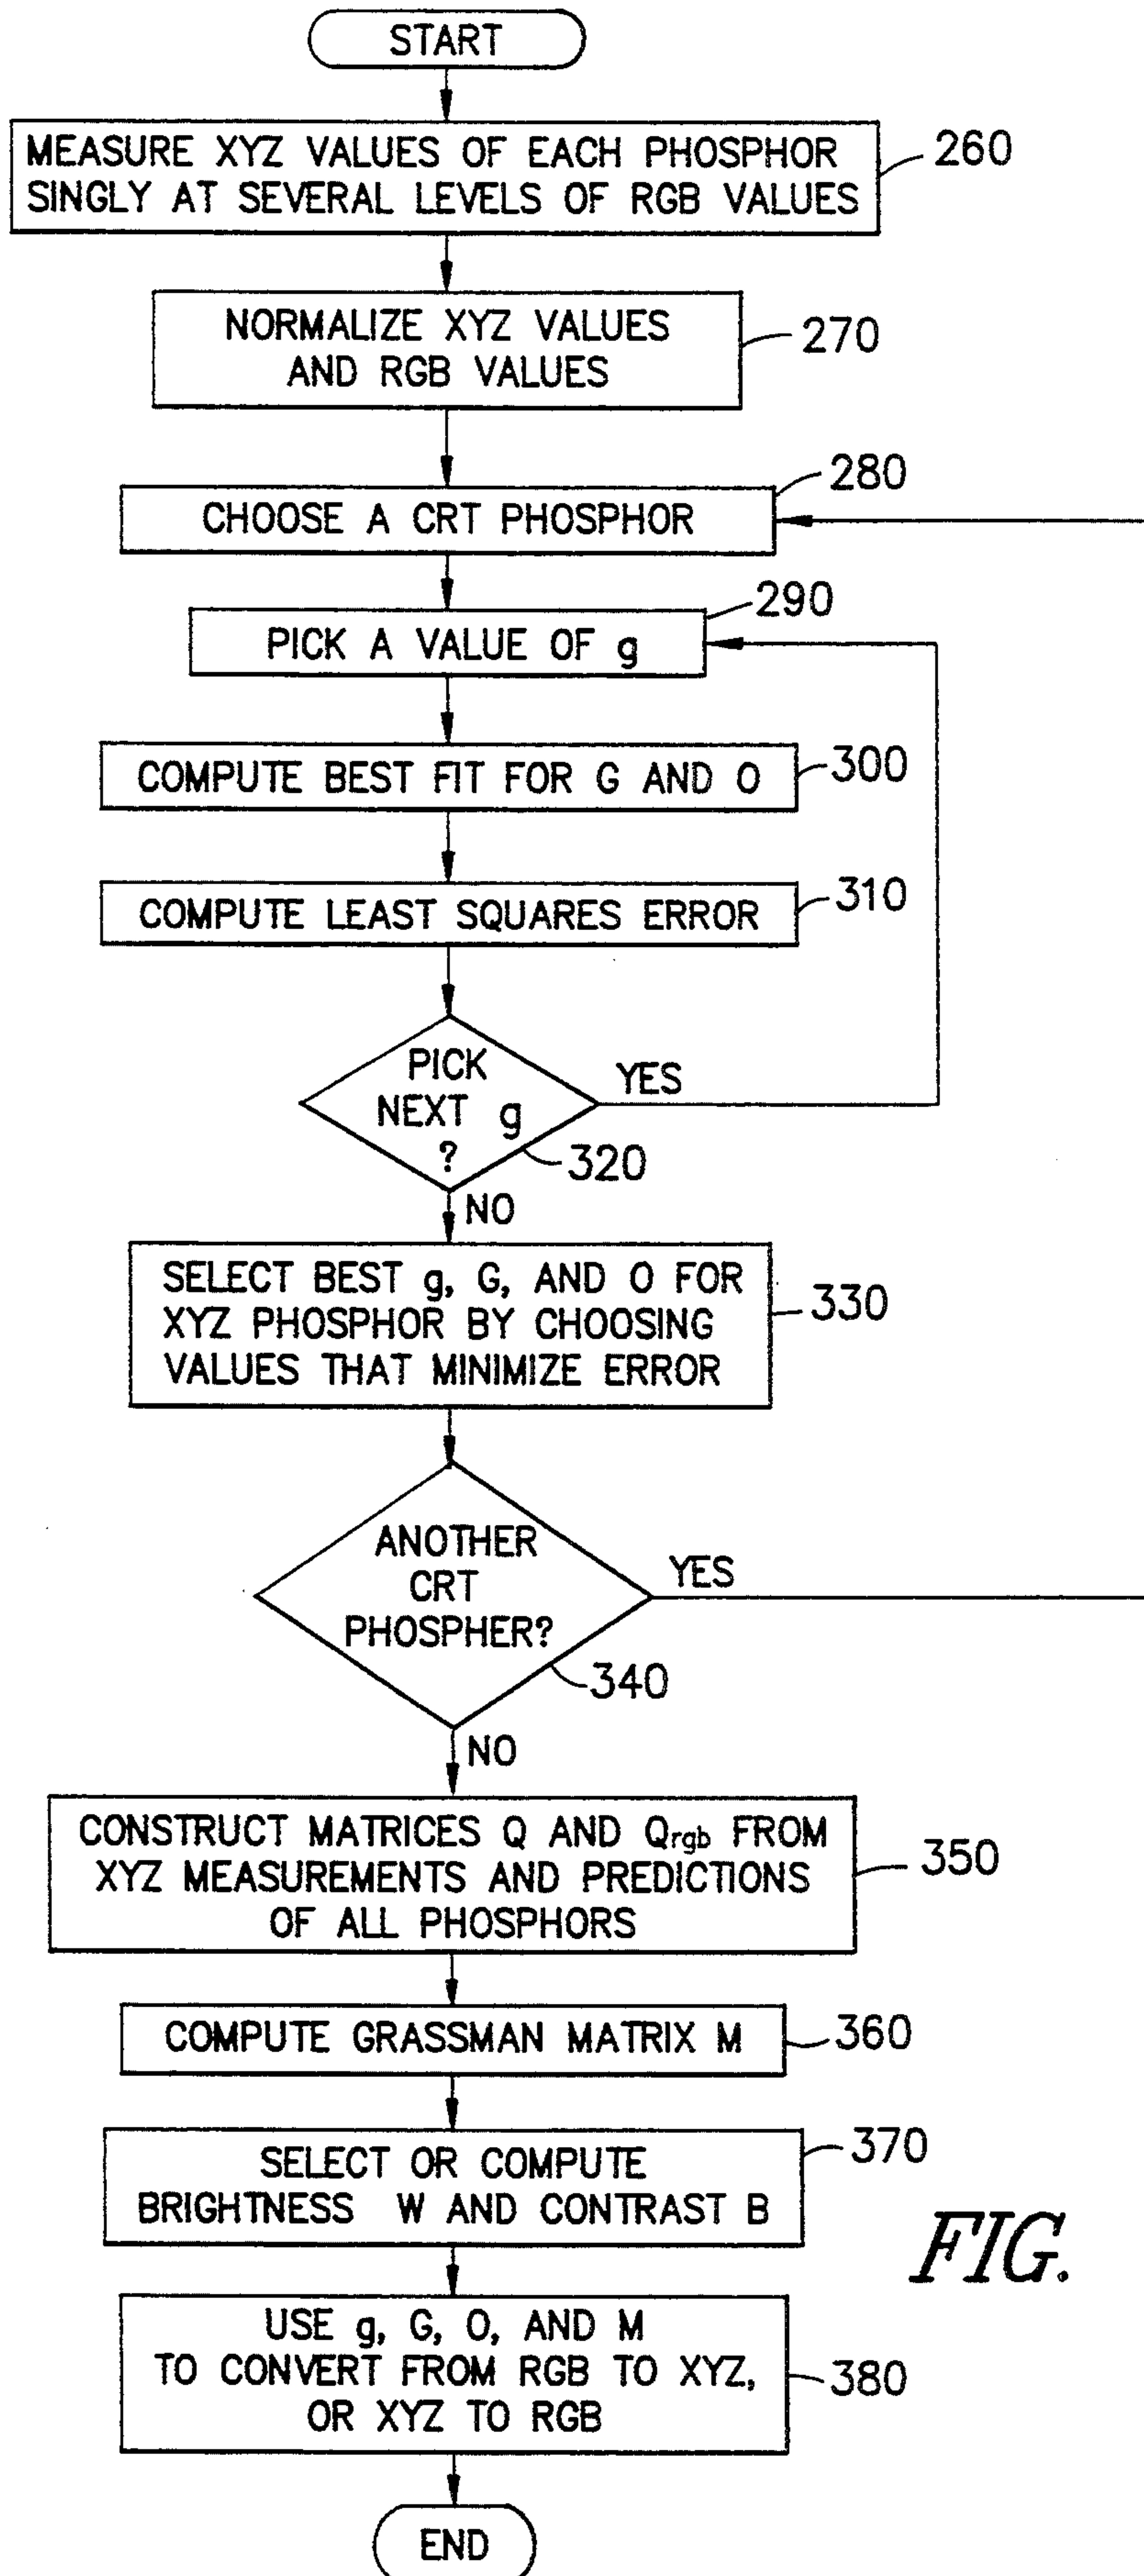 START
MEASURE XYZ VALUES OF EACH PHOSPHOR
SINGLY AT SEVERAL LEVELS OF RGB VALUES
260
NORMALIZE XYZ VALUES
AND RGB VALUES
270
CHOOSE A CRT PHOSPHOR
280
PICK A VALUE OF g
290
COMPUTE BEST FIT FOR G AND O
300
COMPUTE LEAST SQUARES ERROR
310
PICK
NEXT g
?
YES
320
NO
SELECT BEST g, G, AND O FOR
XYZ PHOSPHOR BY CHOOSING
VALUES THAT MINIMIZE ERROR
330
ANOTHER
CRT
PHOSPHER?
YES
340
NO
CONSTRUCT MATRICES Q AND Qrgb FROM
XYZ MEASUREMENTS AND PREDICTIONS
OF ALL PHOSPHORS
350
COMPUTE GRASSMAN MATRIX M
360
SELECT OR COMPUTE
BRIGHTNESS W AND CONTRAST B
370
USE g, G, O, AND M
TO CONVERT FROM RGB TO XYZ,
OR XYZ TO RGB
380
END
FIG.